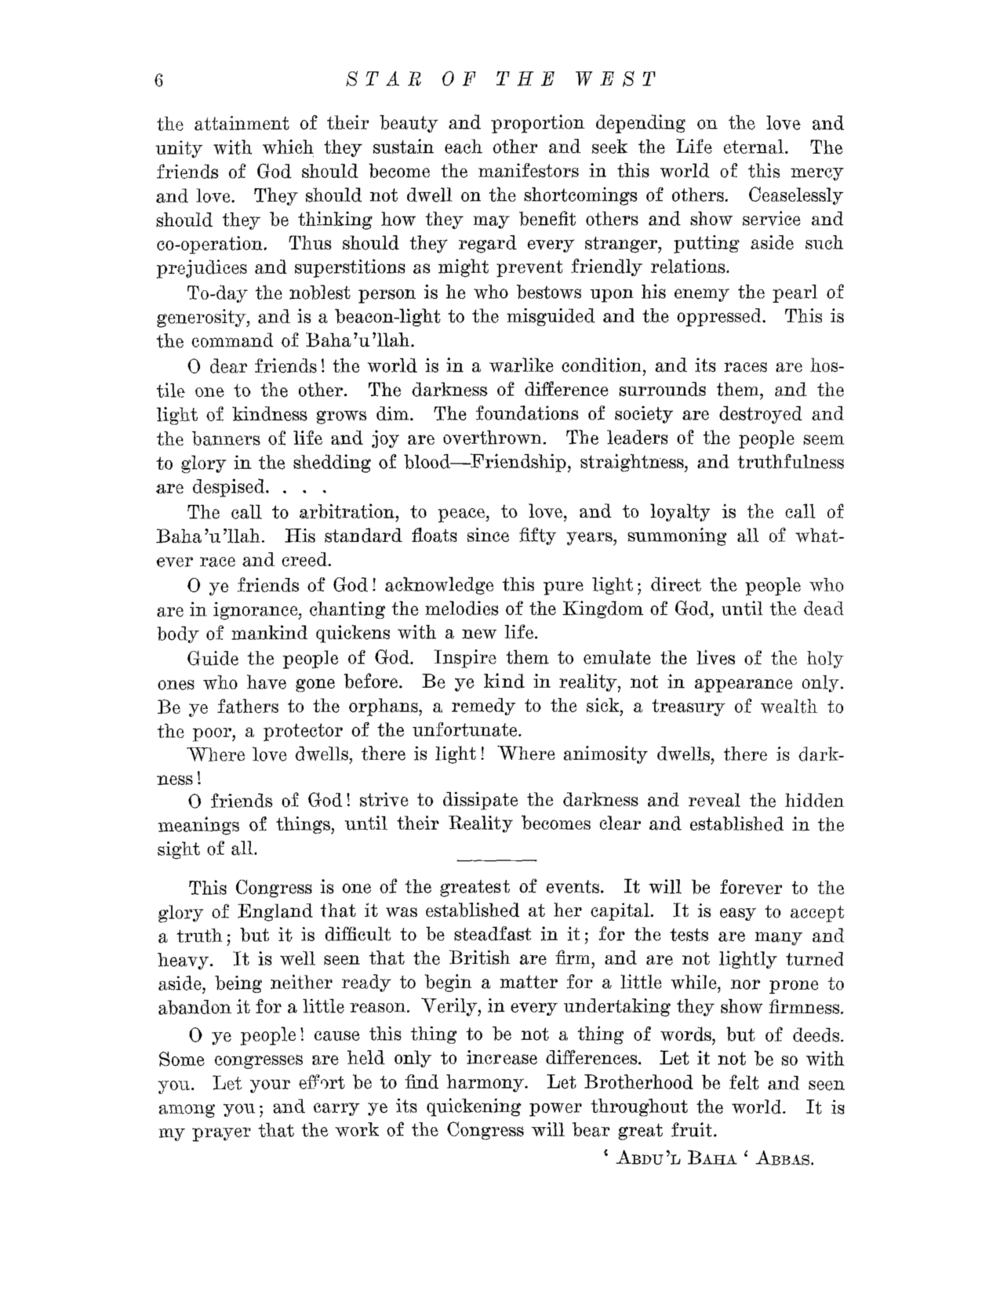 6 STAR OF THE WEST
the attainment of their beauty and proportion depending on the love and
unity with which they sustain each other and seek the Life eternal. The
friends of God should become the manifestors in this world of this mercy
and love. They should not dwell on the shortcomings of others. Ceaselessly
should they be thinking how they may benefit others and show service and
co-operation. Thus should they regard every stranger, putting aside such
prejudices and superstitions as might prevent friendly relations.
To-day the noblest person is he who bestows upon his enemy the pearl of
generosity, and is a beacon-light to the misguided and the oppressed. This is
the command of Baha'u'llah.
O dear friends! the world is in a warlike condition, and its races are hos-
tile one to the other. The darkness of difference surrounds them, and the
light of kindness grows dim. The foundations of society are destroyed and
the banners of life and joy are overthrown. The leaders of the people seem
to glory in the shedding of blood—Friendship, straightness, and truthfulness
are despised. . . .
The call to arbitration, to peace, to love, and to loyalty is the call of
Baha'u'llah. His standard floats since fifty years, summoning all of what-
ever race and creed.
O ye friends of God! acknowledge this pure light; direct the people who
are in ignorance, chanting the melodies of the Kingdom of God, until the dead
body of mankind quickens with a new life.
Guide the people of God. Inspire them to emulate the lives of the holy
ones who have gone before. Be ye kind in reality, not in appearance only.
Be ye fathers to the orphans, a remedy to the sick, a treasury of wealth to
the poor, a protector of the unfortunate.
Where love dwells, there is light! Where animosity dwells, there is dark-
ness!
O friends of God! strive to dissipate the darkness and reveal the hidden
meanings of things, until their Reality becomes clear and established in the
sight of all.
This Congress is one of the greatest of events. It will be forever to the
glory of England that it was established at her capital. It is easy to accept
a truth; but it is difficult to be steadfast in it; for the tests are many and
heavy. It is well seen that the British are firm, and are not lightly turned
aside, being neither ready to begin a matter for a little while, nor prone to
abandon it for a little reason. Verily, in every undertaking they show firmness.
O ye people! cause this thing to be not a thing of words, but of deeds.
Some congresses are held only to increase differences. Let it not be so with
you. Let your effort be to find harmony. Let Brotherhood be felt and seen
among you; and carry ye its quickening power throughout the world. It is
my prayer that the work of the Congress will bear great fruit.
‘ ABDU'L BAHA ‘ ABBAS.